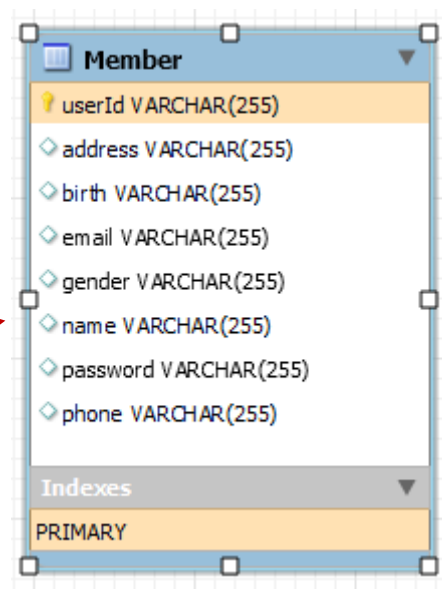 Member
userId VARCHAR(255)
address VARCHAR(255)
birth VARCHAR(255)
email VARCHAR(255)
gender VARCHAR(255)
name VARCHAR(255)
password VARCHAR(255)
phone VARCHAR(255)
Indexes
PRIMARY